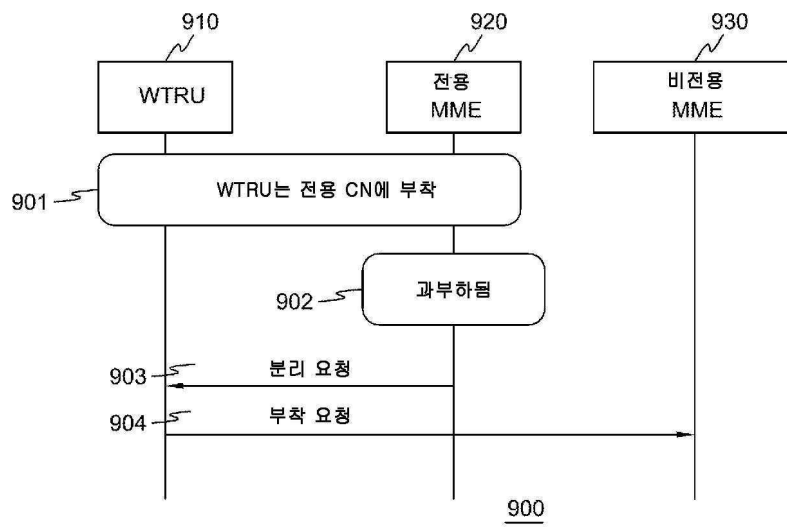 910
920
930
WTRU
전용
MME
비전용
MME
901
WTRU는 전용 CN에 부착
902
과부하됨
903
분리 요청
904
부착 요청
900